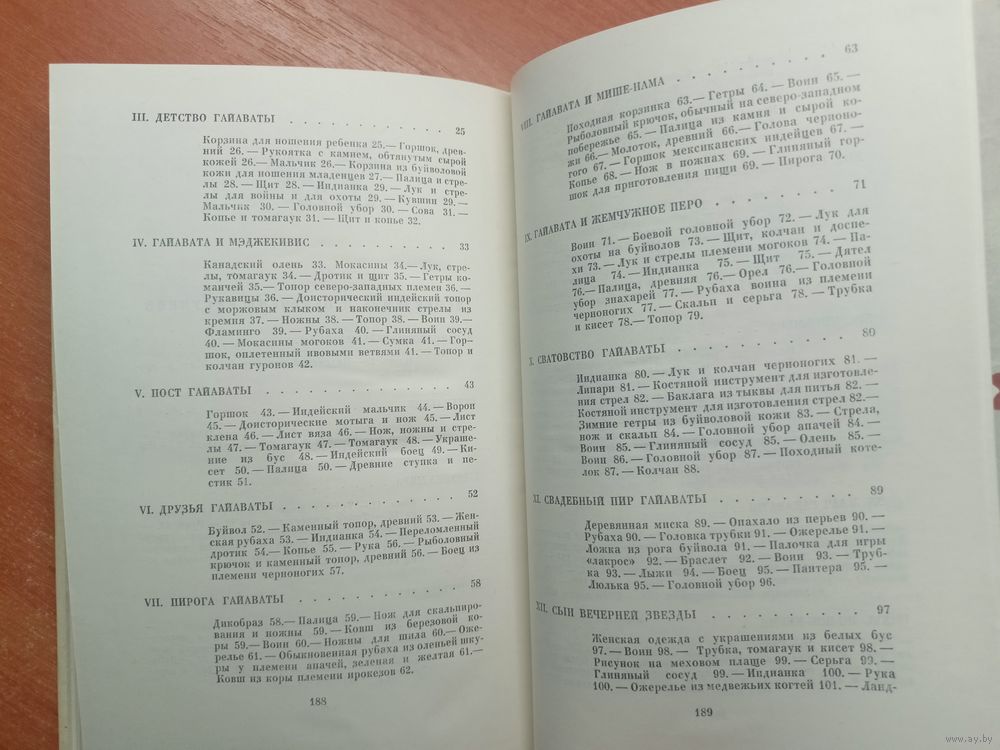 III. ДЕТСТВО ГАЙАВАТЫ . . . . . . . . . . . 25
Корзина для ношения ребенка 25.— Горшок, древ-
ний 26.— Рукоятка с камнем, обтянутым сырой
кожей 26.— Мальчик 26.— Корзина из буйволовой
кожи для ношения младенцев 27.— Палица и стре-
лы 28.— Щит 28.— Индианка 29.— Лук и стре-
лы для войны и для охоты 29.— Кувшин 29.—
Мальчик 30.— Головной убор 30.— Сова 31.—
Копье и томагаук 31.— Щит и копье 32.
IV. ГАЙАВАТА И МЭДЖЕКИВИС . . . . . . . . . 33
Канадский олень 33. Мокасины 34.—Лук, стре-
лы, томагаук 34.— Дротик и щит 35.— Гетры ко-
манчей 35.— Топор северо-западных племен 36.—
Рукавицы 36.— Доисторический индейский топор
с моржовым клыком и наконечник стрелы из
кремня 37.— Ножны 38.— Топор 38.— Воин 39.—
Фламинго 39.— Рубаха 40.— Глиняный сосуд
40.— Мокасины могоков 41.— Сумка 41.— Гор-
шок, оплетенный ивовыми ветвями 41.— Топор и
колчан гуронов 42.
V. ПОСТ ГАЙАВАТЫ . . . . . . . . . . . . 43
Горшок 43.— Индейский мальчик 44.— Ворон
45.— Доисторические мотыга и нож 45.— Лист
клена 46.— Лист вяза 46.— Нож, ножны и стре-
лы 47.— Томагаук 47.— Томагаук 48.— Украше-
ние из бус 48.— Индейский боец 49.— Ки-
сет 50.— Палица 50.— Древние ступка и пе-
стик 51.
VI. ДРУЗЬЯ ГАЙАВАТЫ . . . . . . . . . . . 52
Буйвол 52.— Каменный топор, древний 53.— Жен-
ская рубаха 53.— Индианка 54.— Переломленный
дротик 54.— Копье 55.— Рука 56.— Рыболовный
крючок и каменный топор, древний 56.— Боец из
племени черноногих 57.
VII. ПИРОГА ГАЙАВАТЫ . . . . . . . . . . 58
Дикобраз 58.— Палица 59.— Нож для скальпиро-
вания и ножны 59.— Ковш из березовой ко-
ры 59.— Воин 60.— Ножны для шила 60.— Оже-
релье 61.— Обыкновенная рубаха из оленьей шку-
ры у племени апачей, зеленая и желтая 61.—
Ковш из коры племени ирокезов 62.
188
VIII. ГАЙАВАТА И МИШЕ-НАМА . . . . . . . . . 63
Походная корзинка 63.— Гетры 64.— Воин 65.—
Рыболовный крючок, обычный на северо-западном
побережье 65.— Палица из камня и сырой ко-
жи 66.— Молоток, древний 66.— Голова черноно-
гого 67.— Горшок мексиканских индейцев 67.—
Копье 68.— Нож в ножнах 69.— Глиняный гор-
шок для приготовления пищи 69.— Пирога 70.
IX. ГАЙАВАТА И ЖЕМЧУЖНОЕ ПЕРО . . . . . . . 71
Воин 71.— Боевой головной убор 72.— Лук для
охоты на буйволов 73.— Щит, колчан и доспе-
хи 73.— Лук и стрелы племени могоков 74.— Па-
лица 74.— Индианка 75.— Щит 75.— Дятел
76.— Палица, древняя 76.— Орел 76.— Головной
убор знахарей 77.— Рубаха воина из племени
черноногих 77.— Скальп и серьга 78.— Трубка
и кисет 78.— Топор 79.
X. СВАТОВСТВО ГАЙАВАТЫ . . . . . . . . . . 80
Индианка 80.— Лук и колчан черноногих 81.—
Липари 81.— Костяной инструмент для изготовле-
ния стрел 82.— Баклага из тыквы для питья 82.—
Костяной инструмент для изготовления стрел 82.—
Зимние гетры из буйволовой кожи 83.— Стрела,
нож и скальп 84.— Головной убор апачей 84.—
Воин 85.— Глиняный сосуд 85.— Олень 85.—
Воин 86.— Головной убор 87.— Походный коте-
лок 87.— Колчан 88.
XI. СВАДЕБНЫЙ ПИР ГАЙАВАТЫ . . . . . . . . 89
Деревянная миска 89.— Опахало из перьев 90.—
Рубаха 90.— Головка трубки 91.— Ожерелье 91.—
Ложка из рога буйвола 91.— Палочка для игры
«лакрос» 92.— Браслет 92.— Воин 93.— Труб-
ка 93.— Лыжи 94.— Боец 95.— Пантера 95.—
Люлька 95.— Головной убор 96.
XII. СЫН ВЕЧЕРНЕЙ ЗВЕЗДЫ . . . . . . . . . 97
Женская одежда с украшениями из белых бус
97.— Воин 98.— Трубка, томагаук и кисет 98.—
Рисунок на меховом плаще 99.— Серьга 99.—
Глиняный сосуд 99.— Индианка 100.— Рука
100.— Ожерелье из медвежьих когтей 101.— Ланд-
189
www.ay.by